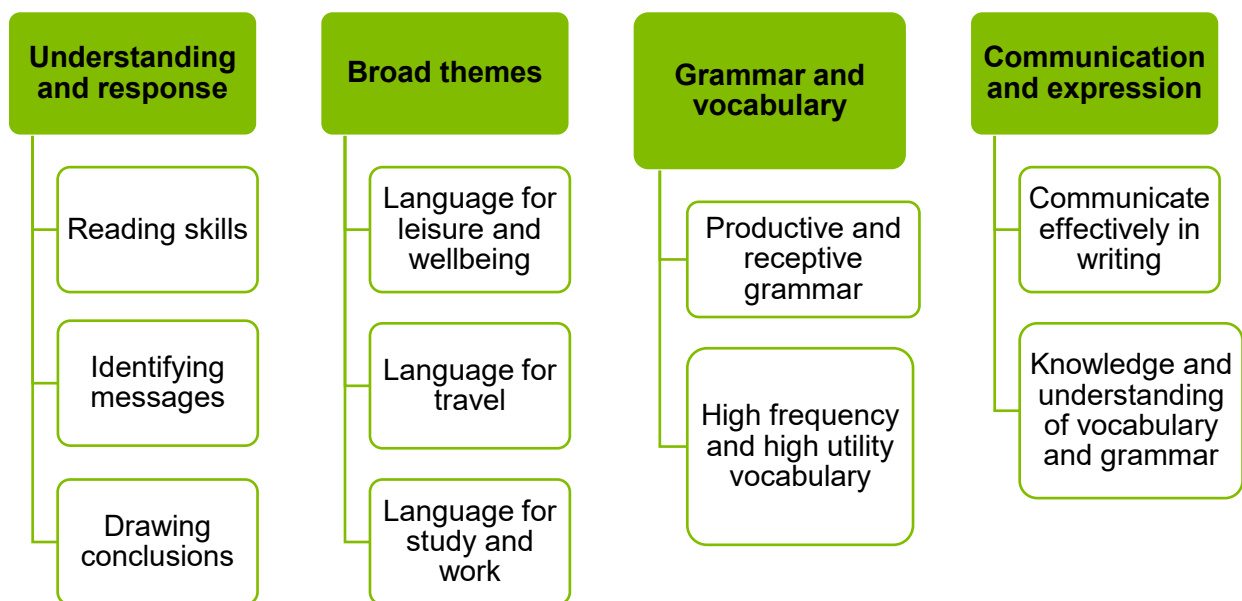 Understanding
and response
Reading skills
Identifying
messages
Drawing
conclusions
Broad themes
Language for
leisure and
wellbeing
Language for
travel
Language for
study and
work
Grammar and
vocabulary
Productive and
receptive
grammar
High frequency
and high utility
vocabulary
Communication
and expression
Communicate
effectively in
writing
Knowledge and
understanding
of vocabulary
and grammar